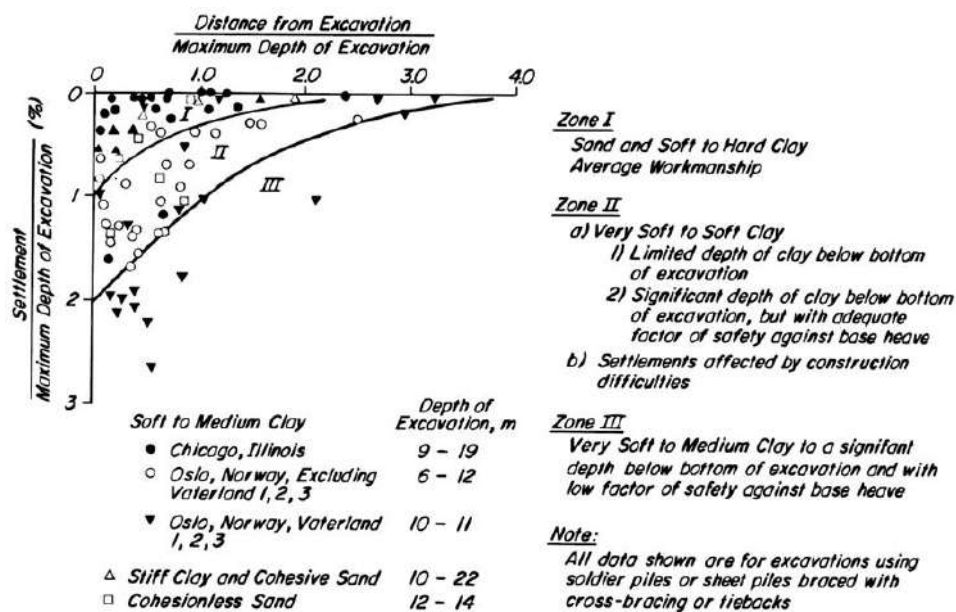 Distance from Excavation
Maximum Depth of Excavation
0 1.0 2.0 3.0 4.0
0
1
2
3
Settlement (%)
Maximum Depth of Excavation
I
II
III
Soft to Medium Clay
Depth of
Excavation, m
Chicago, Illinois 9 - 19
Oslo, Norway, Excluding 6 - 12
Vaterland 1, 2, 3
Oslo, Norway, Vaterland 10 - 11
1, 2, 3
Stiff Clay and Cohesive Sand 10 - 22
Cohesionless Sand 12 - 14
Zone I
Sand and Soft to Hard Clay
Average Workmanship
Zone II
a) Very Soft to Soft Clay
1) Limited depth of clay below bottom
of excavation
2) Significant depth of clay below bottom
of excavation, but with adequate
factor of safety against base heave
b) Settlements affected by construction
difficulties
Zone III
Very Soft to Medium Clay to a signifant
depth below bottom of excavation and with
low factor of safety against base heave
Note:
All data shown are for excavations using
soldier piles or sheet piles braced with
cross-bracing or tiebacks